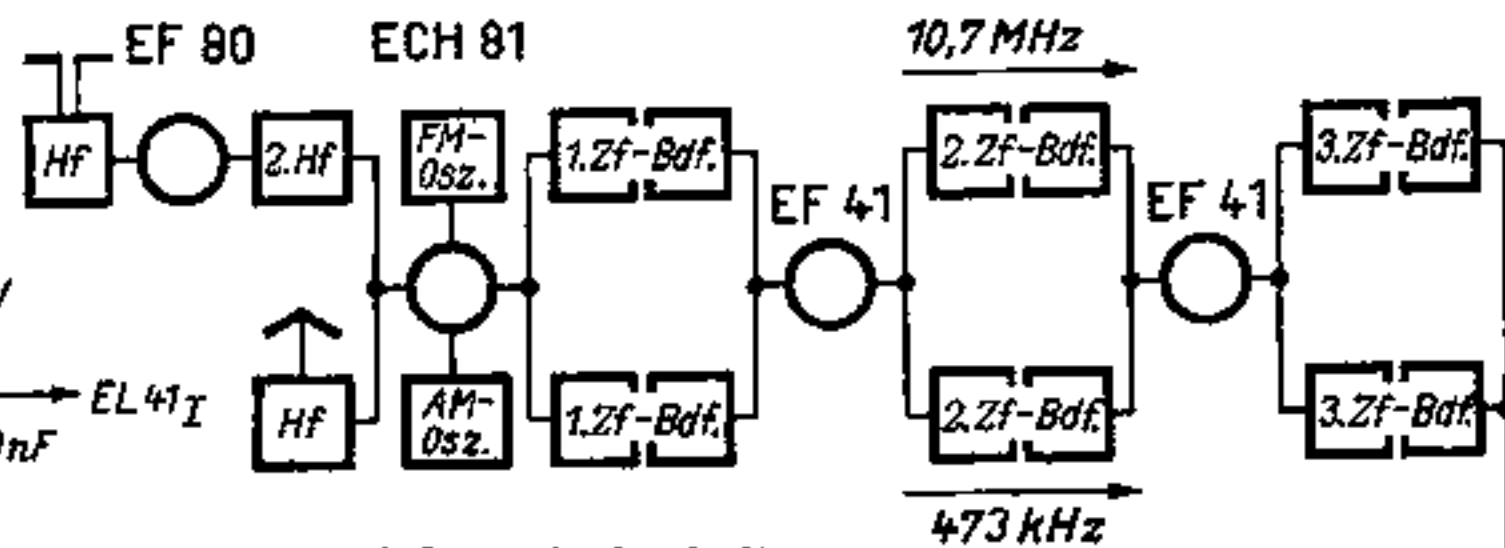 EF 80
ECH 81
10,7 MHz
Hf
2.Hf
FM-
Osz.
1.Zf-Bdf.
2.Zf-Bdf.
3.Zf-Bdf.
EF 41
EF 41
EL 41 I
nF
Hf
AM-
Osz.
1.Zf-Bdf.
2.Zf-Bdf.
3.Zf-Bdf.
473 kHz